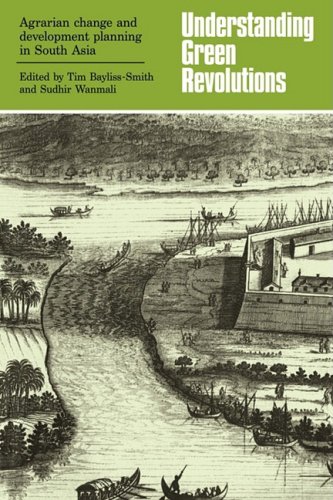 Agrarian change and
development planning
in South Asia
Edited by Tim Bayliss-Smith
and Sudhir Wanmali
Understanding
Green
Revolutions